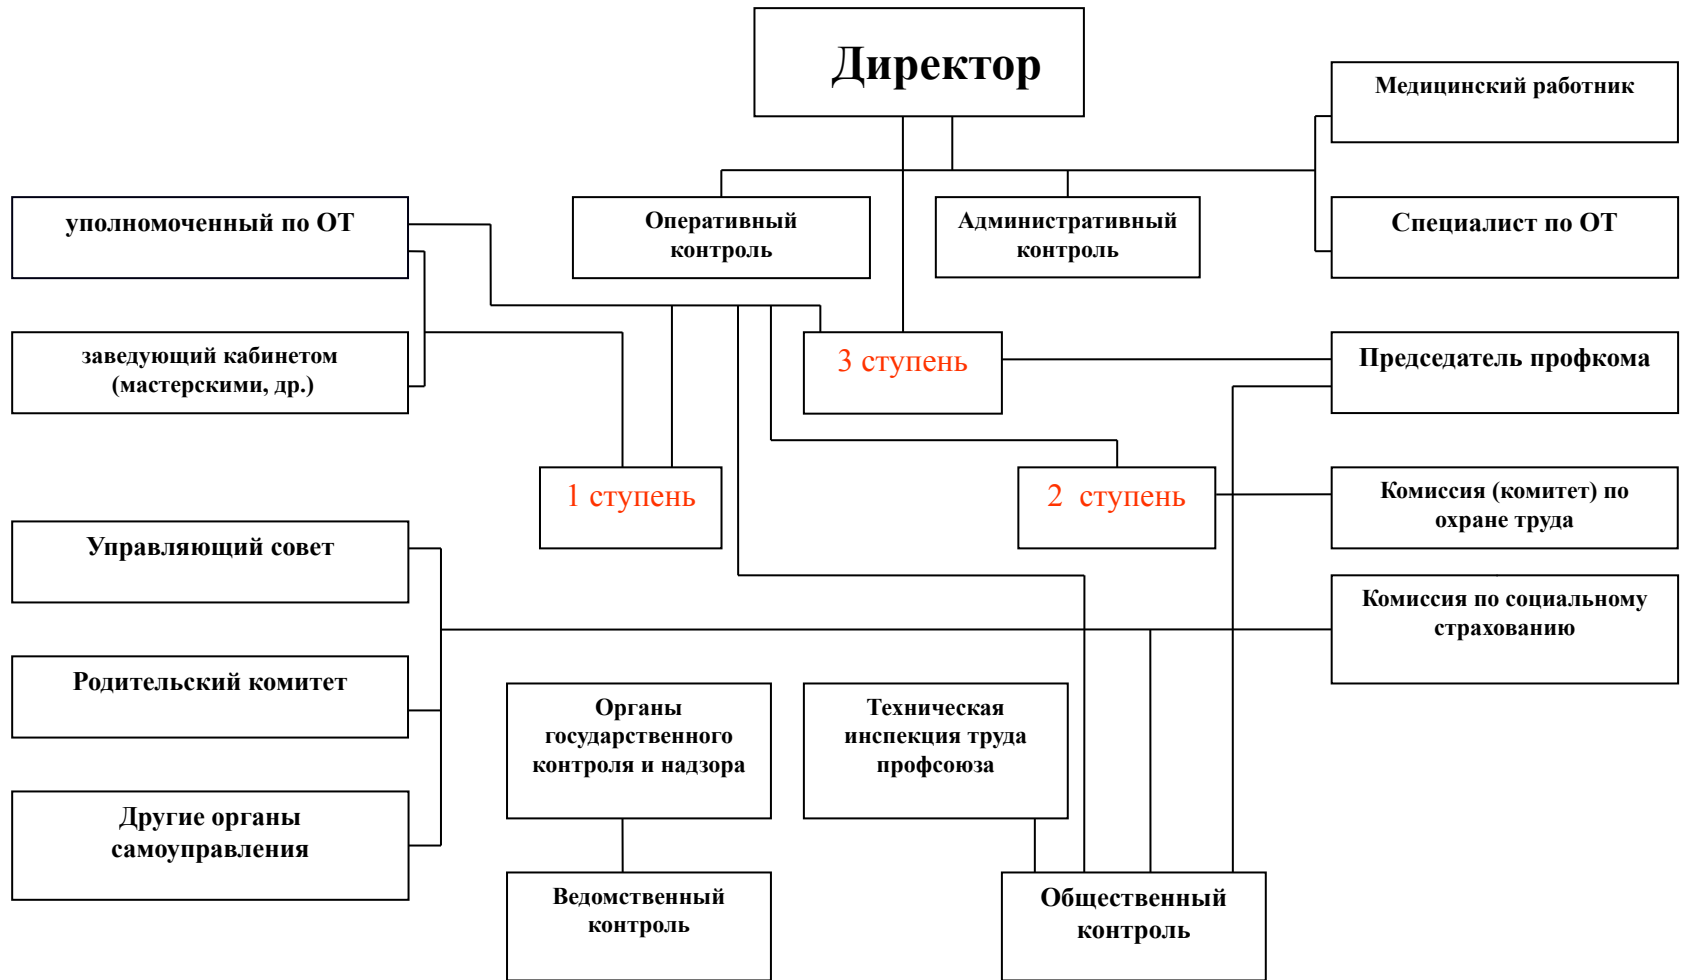 Директор
Медицинский работник
уполномоченный по ОТ
Оперативный
контроль
Административный
контроль
Специалист по ОТ
заведующий кабинетом
(мастерскими, др.)
3 ступень
Председатель профкома
1 ступень
2 ступень
Комиссия (комитет) по
охране труда
Управляющий совет
Комиссия по социальному
страхованию
Родительский комитет
Органы
государственного
контроля и надзора
Техническая
инспекция труда
профсоюза
Другие органы
самоуправления
Ведомственный
контроль
Общественный
контроль